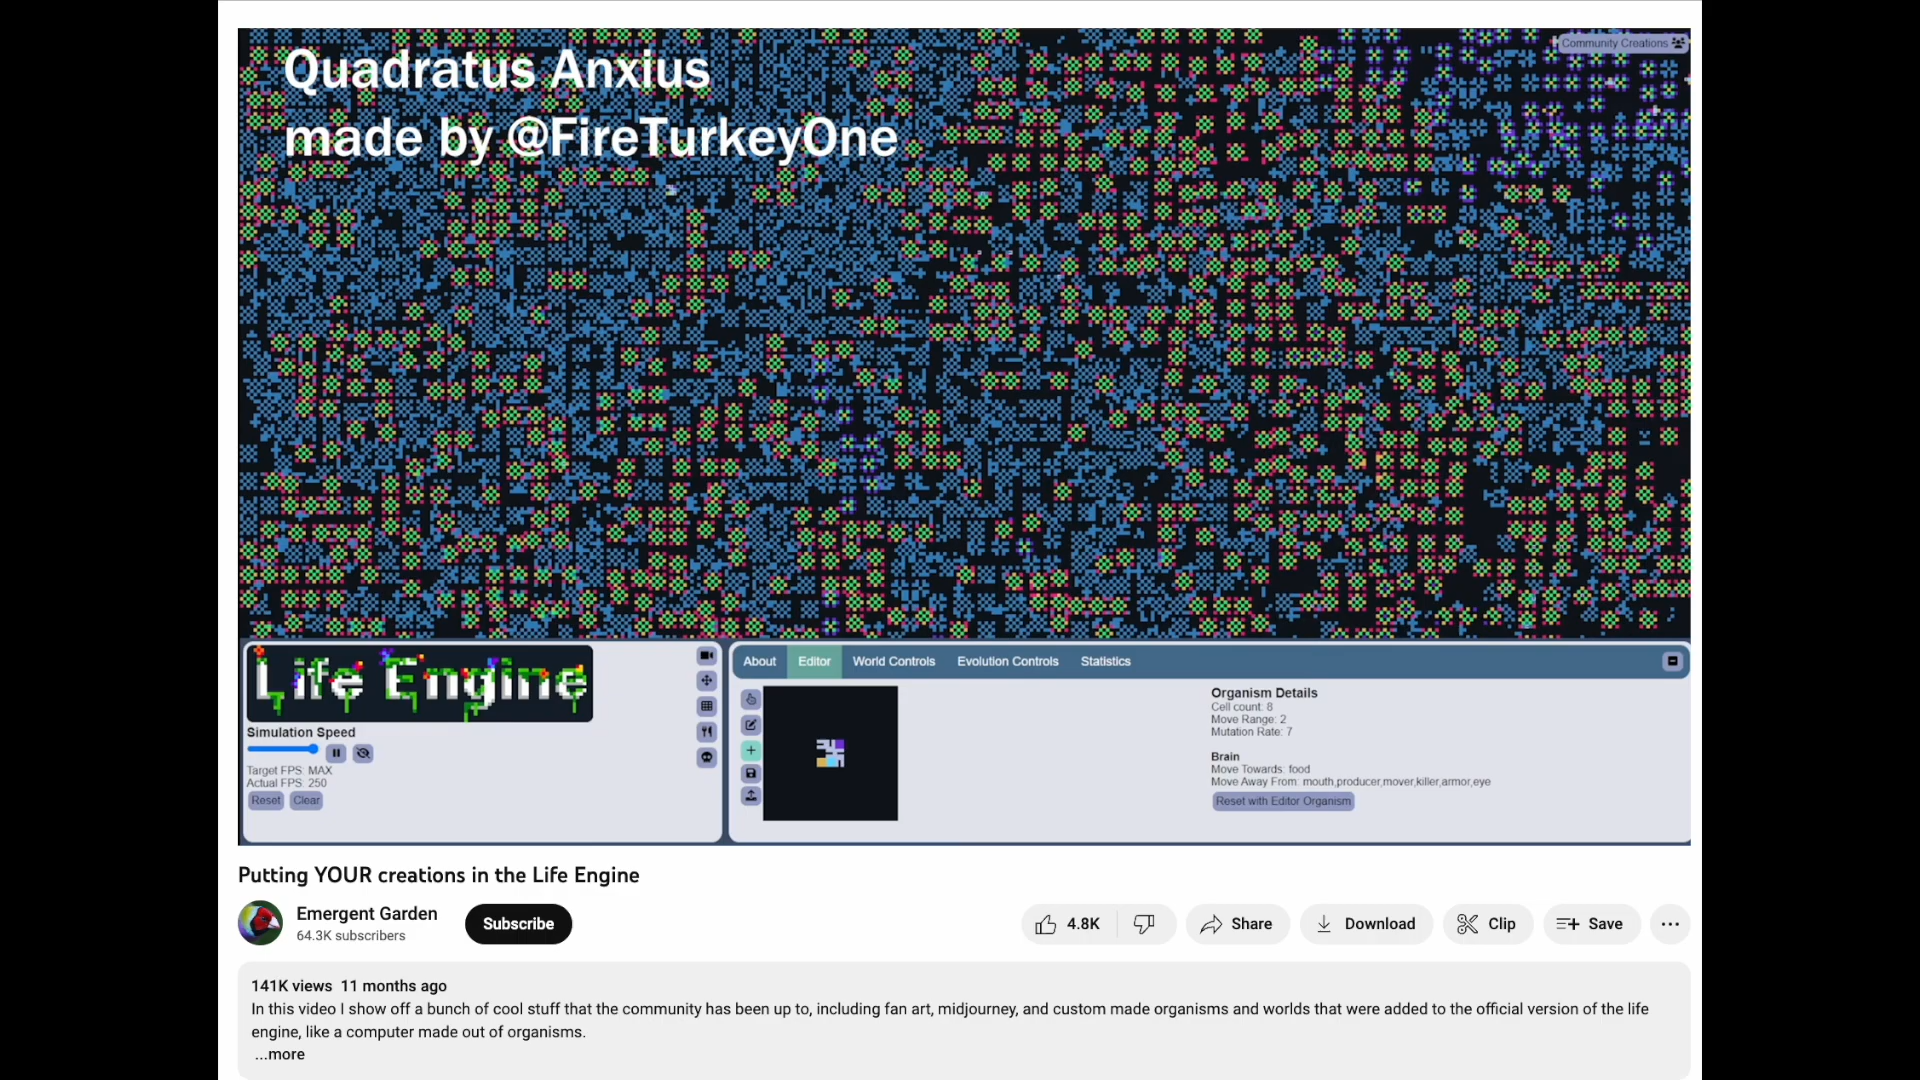 Quadratus Anxius
made by @FireTurkeyOne
Community Creations
Life Engine
Simulation Speed
Target FPS: MAX
Actual FPS: 250
Reset Clear
About Editor World Controls Evolution Controls Statistics
Organism Details
Cell count: 8
Move Range: 2
Mutation Rate: 7
Brain
Move Towards: food
Move Away From: mouth,producer,mover,killer,armor,eye
Reset with Editor Organism
Putting YOUR creations in the Life Engine
Emergent Garden
64.3K subscribers
Subscribe
4.8K Share Download Clip Save
141K views 11 months ago
In this video I show off a bunch of cool stuff that the community has been up to, including fan art, midjourney, and custom made organisms and worlds that were added to the official version of the life
engine, like a computer made out of organisms.
...more